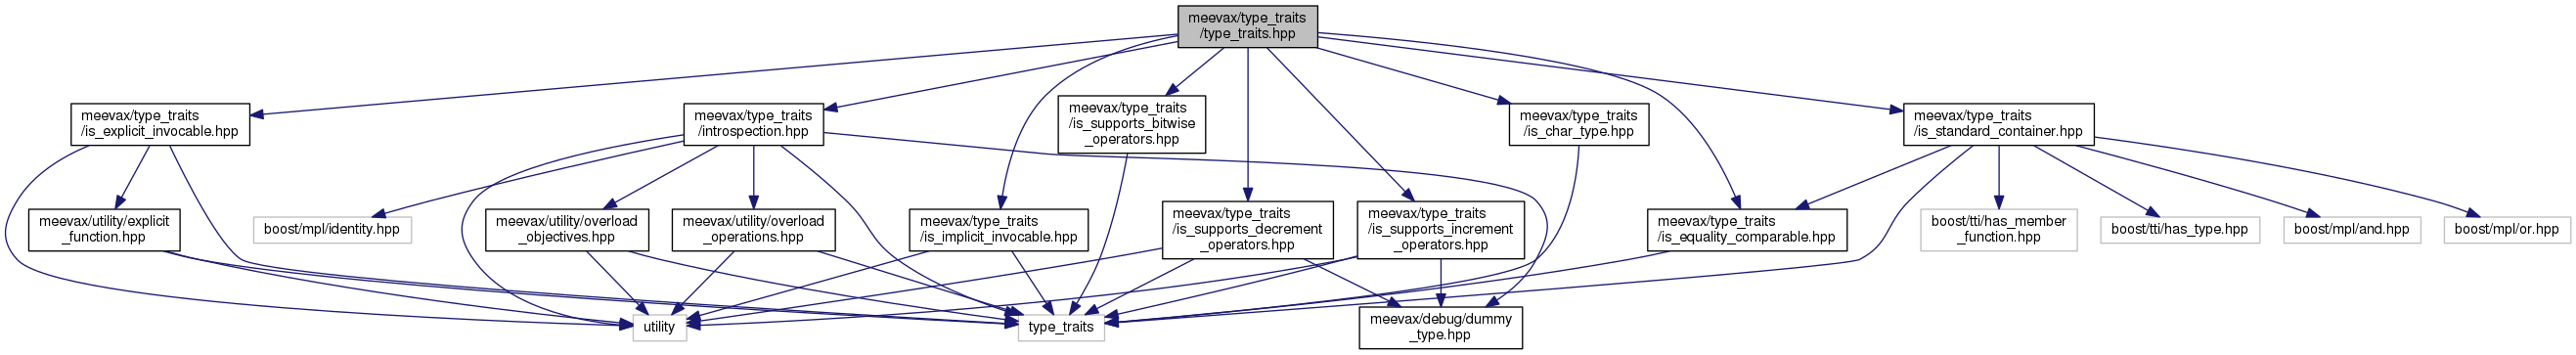 meevax/type_traits
/type_traits.hpp
meevax/type_traits
/is_explicit_invocable.hpp
meevax/type_traits
/introspection.hpp
meevax/type_traits
/is_supports_bitwise
_operators.hpp
meevax/type_traits
/is_char_type.hpp
meevax/type_traits
/is_standard_container.hpp
meevax/utility/explicit
_function.hpp
boost/mpl/identity.hpp
meevax/utility/overload
_objectives.hpp
meevax/utility/overload
_operations.hpp
meevax/type_traits
/is_implicit_invocable.hpp
meevax/type_traits
/is_supports_decrement
_operators.hpp
meevax/type_traits
/is_supports_increment
_operators.hpp
meevax/type_traits
/is_equality_comparable.hpp
boost/tti/has_member
_function.hpp
boost/tti/has_type.hpp
boost/mpl/and.hpp
boost/mpl/or.hpp
utility
type_traits
meevax/debug/dummy
_type.hpp